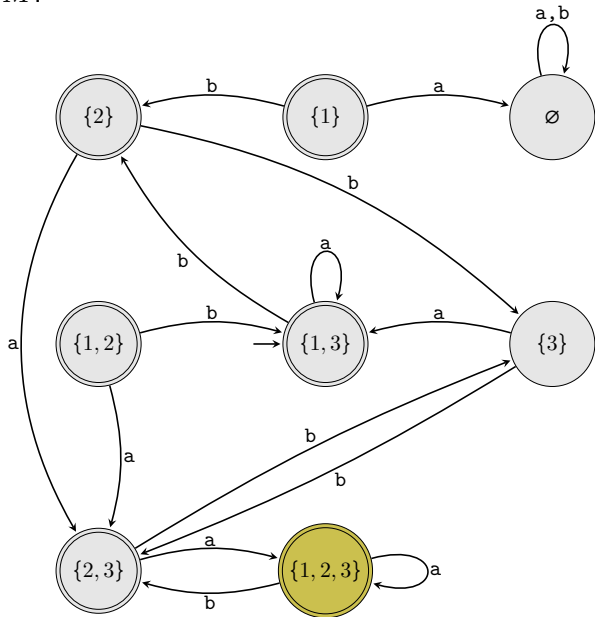 M:
a,b
b
a
{2}
{1}
∅
b
a
b
b
a
a
{1, 2}
{1, 3}
{3}
b
b
a
a
{2, 3}
{1, 2, 3}
a
b